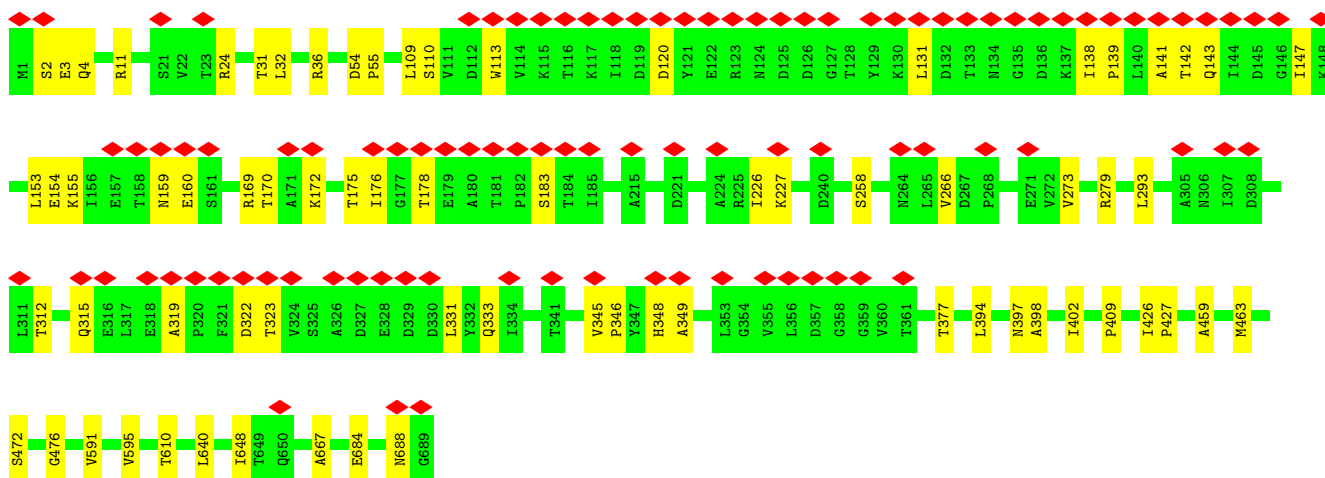 M1 S2 E3 Q4 R11 S21 V22 T23 R24 T31 L32 R36 D54 P55 L109 S110 V111 D112 W113 V114 K115 T116 K117 I118 D119 D120 Y121 E122 R123 N124 D125 D126 G127 T128 Y129 K130 L131 D132 T133 N134 G135 D136 K137 I138 P139 L140 A141 T142 Q143 I144 D145 G146 I147 K148
L153 E154 K155 I156 E157 T158 N159 E160 S161 R169 T170 A171 K172 T175 I176 G177 T178 E179 A180 T181 P182 S183 T184 I185 A215 D221 A224 R225 I226 K227 D240 S258 N264 L265 V266 D267 P268 E271 V272 V273 R279 L293 A305 N306 I307 D308
L311 T312 Q315 E316 L317 E318 A319 P320 F321 D322 T323 V324 S325 A326 D327 E328 D329 D330 L331 Y332 Q333 I334 T341 V345 P346 Y347 H348 A349 L353 G354 V355 L356 D357 G358 G359 V360 T361 T377 L394 N397 A398 I402 P409 I426 P427 A459 M463
S472 G476 V591 V595 T610 L640 I648 T649 Q650 A667 E684 N688 G689